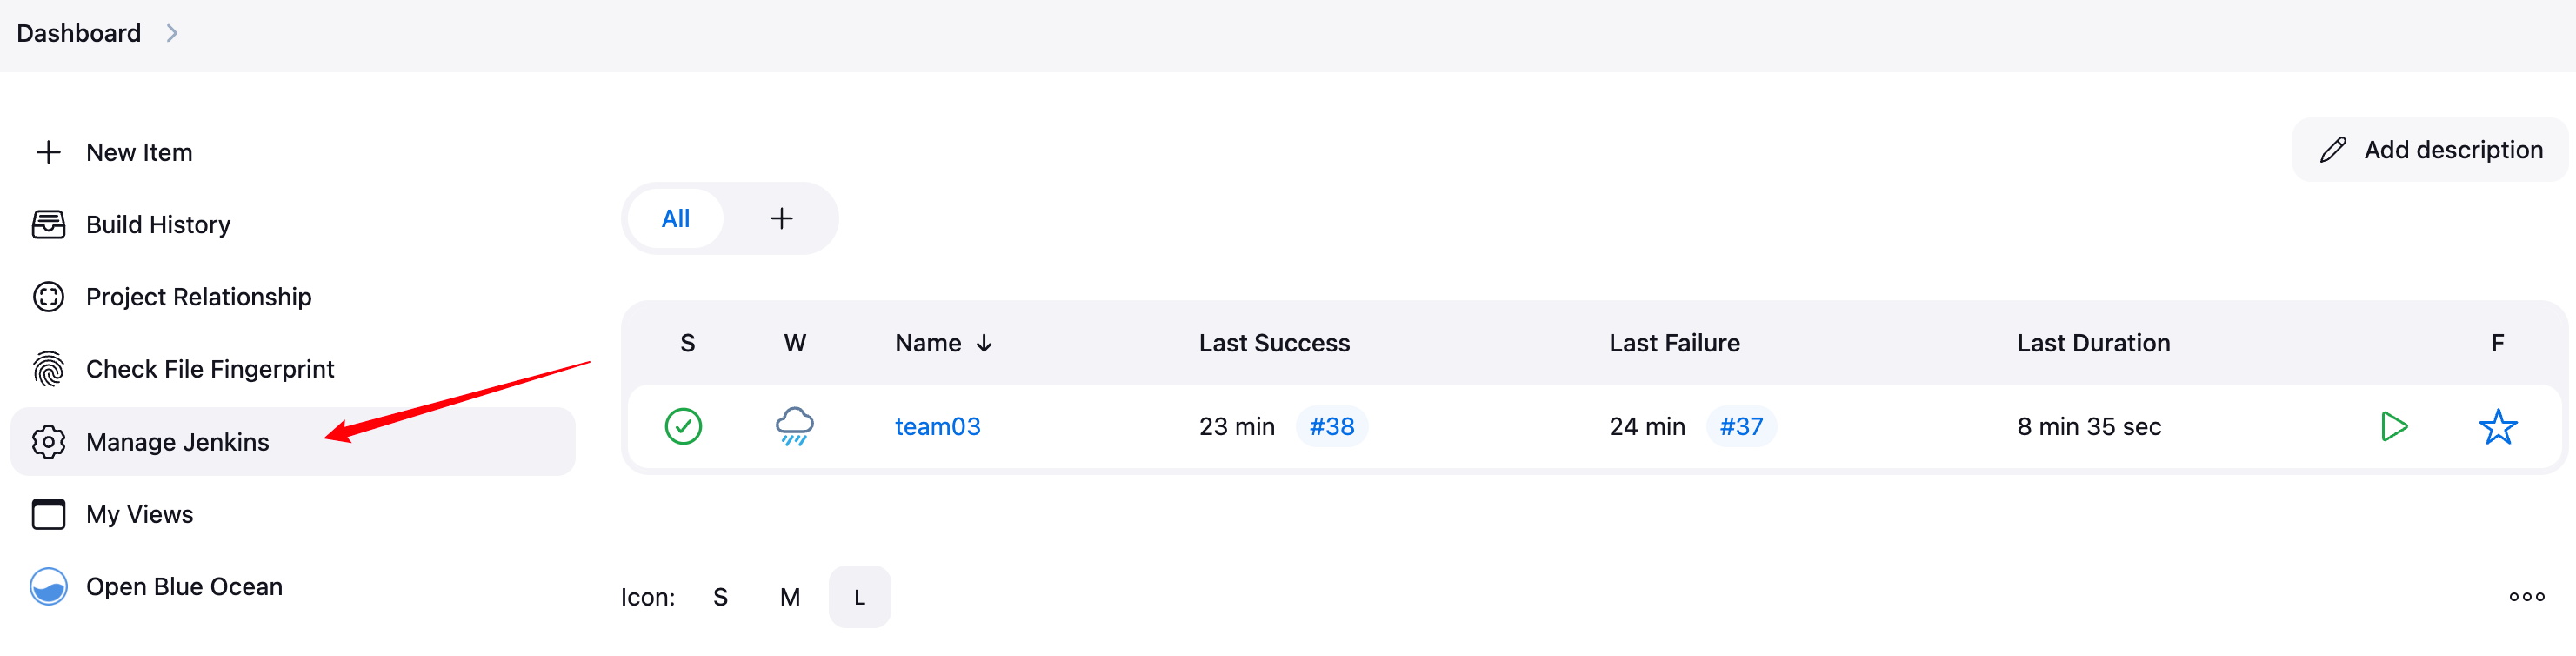 Dashboard
New Item
Build History
Project Relationship
Check File Fingerprint
Manage Jenkins
My Views
Open Blue Ocean
Add description
All
S W Name ↓ Last Success Last Failure Last Duration F
team03 23 min #38 24 min #37 8 min 35 sec
Icon: S M L